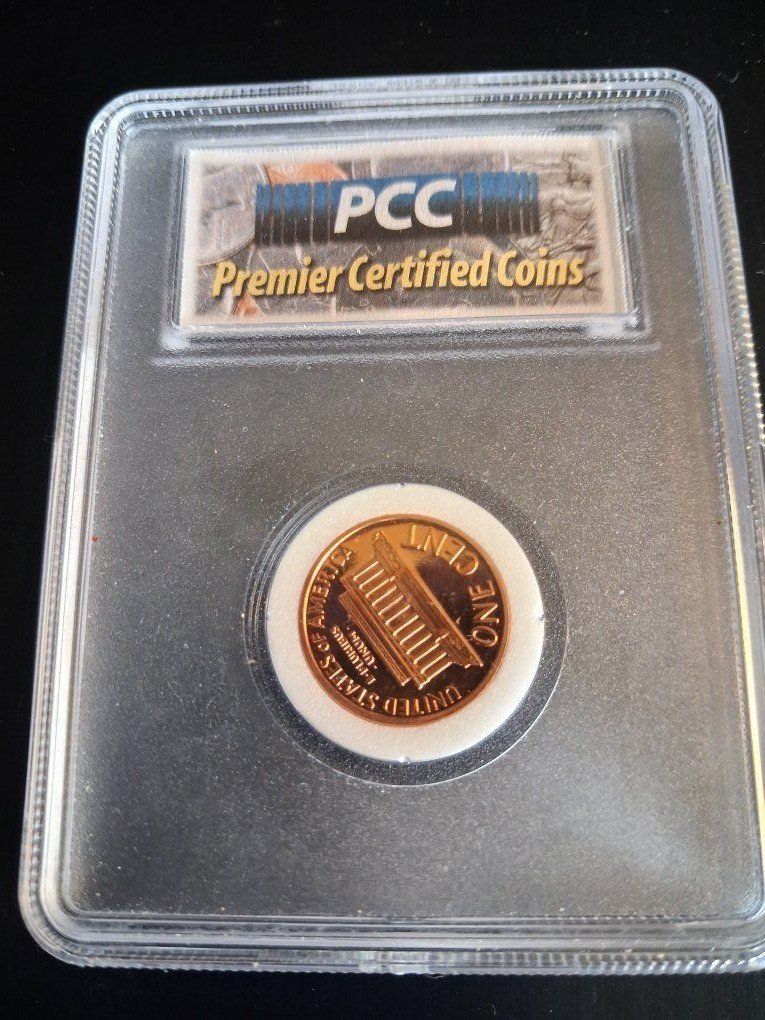 PCC
Premier Certified Coins
UNITED STATES OF AMERICA
E·PLURIBUS
UNUM
ONE CENT